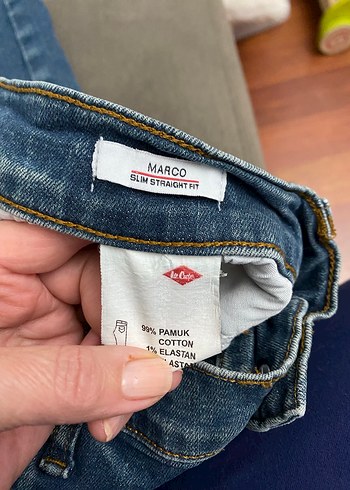 MARCO
SLIM STRAIGHT FIT
Lee Cooper
99% PAMUK
COTTON
1% ELASTAN